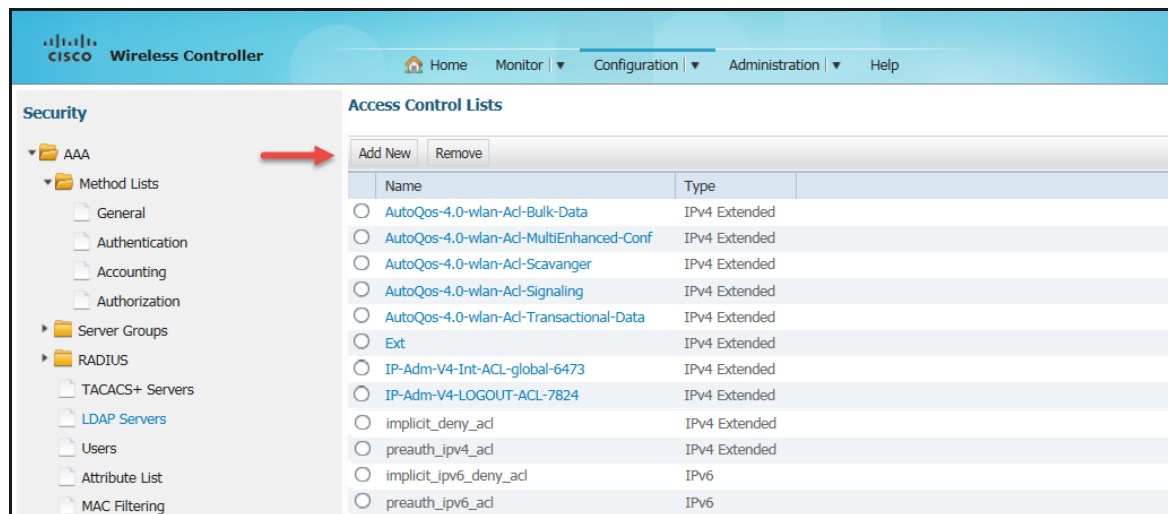 cisco Wireless Controller
Home Monitor | Configuration | Administration | Help
Security
AAA
Method Lists
General
Authentication
Accounting
Authorization
Server Groups
RADIUS
TACACS+ Servers
LDAP Servers
Users
Attribute List
MAC Filtering
Access Control Lists
Add New Remove
Name Type
AutoQos-4.0-wlan-Acl-Bulk-Data IPv4 Extended
AutoQos-4.0-wlan-Acl-MultiEnhanced-Conf IPv4 Extended
AutoQos-4.0-wlan-Acl-Scavanger IPv4 Extended
AutoQos-4.0-wlan-Acl-Signaling IPv4 Extended
AutoQos-4.0-wlan-Acl-Transactional-Data IPv4 Extended
Ext IPv4 Extended
IP-Adm-V4-Int-ACL-global-6473 IPv4 Extended
IP-Adm-V4-LOGOUT-ACL-7824 IPv4 Extended
implicit_deny_acl IPv4 Extended
preauth_ipv4_acl IPv4 Extended
implicit_ipv6_deny_acl IPv6
preauth_ipv6_acl IPv6